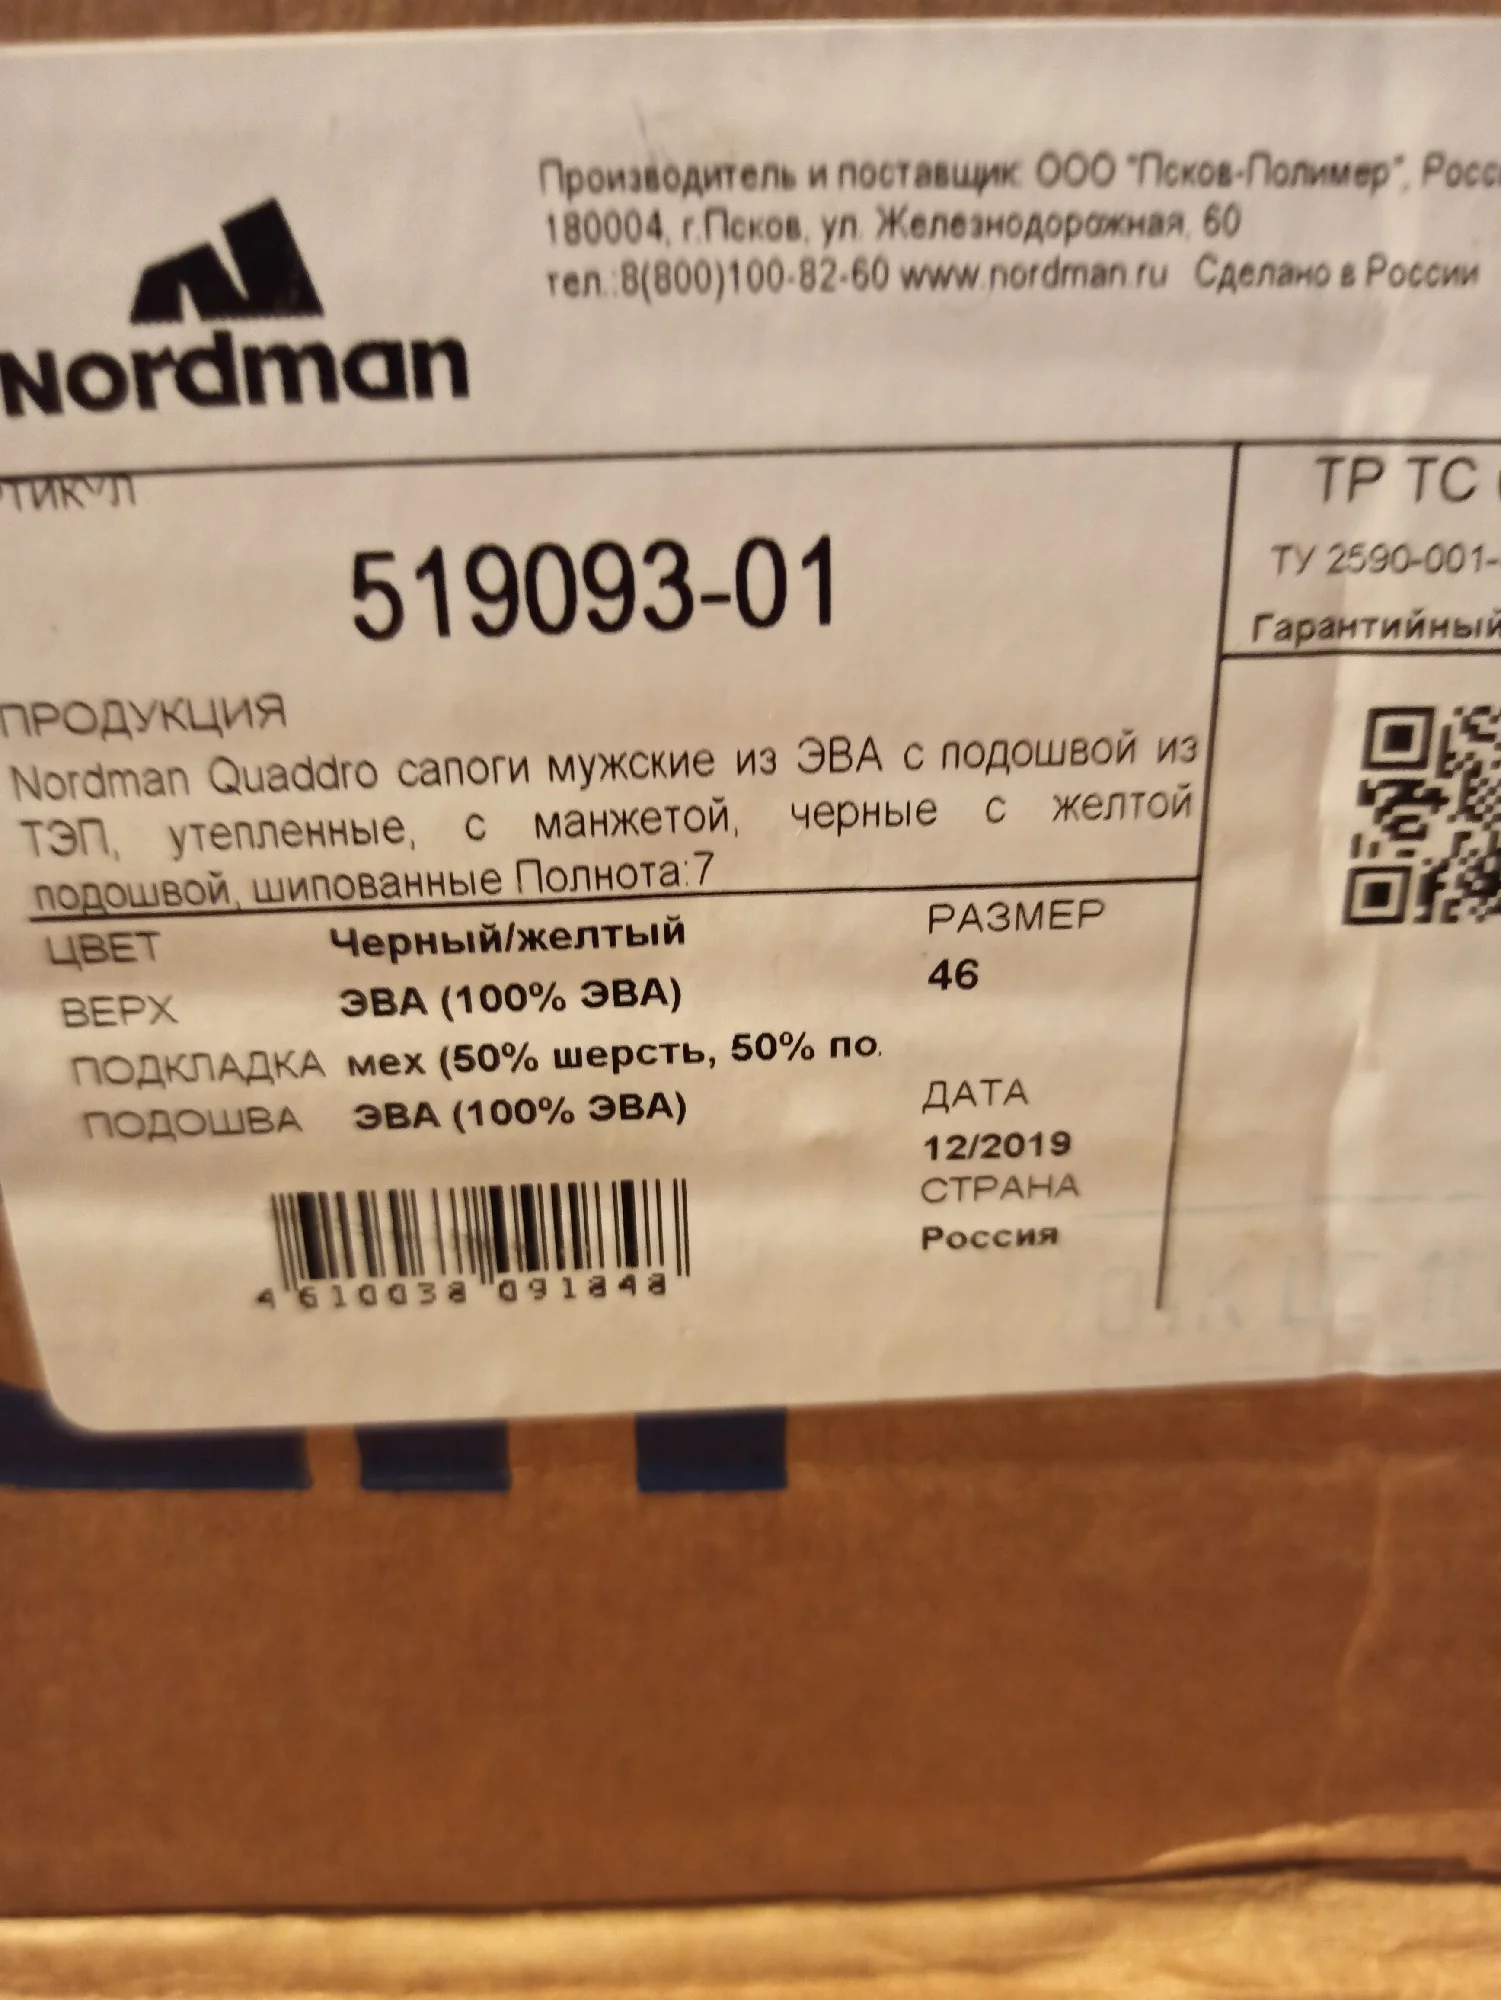 Производитель и поставщик: ООО "Псков-Полимер", Росс
180004, г.Псков, ул. Железнодорожная, 60
тел.:8(800)100-82-60 www.nordman.ru Сделано в России
Nordman
ТИКУЛ
519093-01
ТР ТС
ТУ 2590-001-
Гарантийный
ПРОДУКЦИЯ
Nordman Quaddro сапоги мужские из ЭВА с подошвой из
ТЭП, утепленные, с манжетой, черные с желтой
подошвой, шипованные Полнота:7
ЦВЕТ Черный/желтый
ВЕРХ ЭВА (100% ЭВА)
ПОДКЛАДКА мех (50% шерсть, 50% по.
ПОДОШВА ЭВА (100% ЭВА)
РАЗМЕР
46
ДАТА
12/2019
СТРАНА
Россия
4 610038 091848